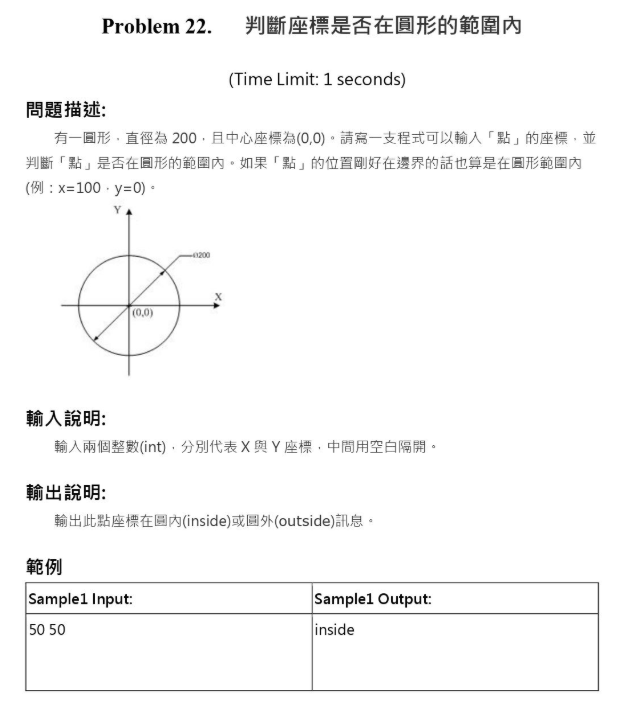 Problem 22. 判斷座標是否在圓形的範圍內
(Time Limit: 1 seconds)
問題描述:
有一圓形，直徑為 200，且中心座標為(0,0)。請寫一支程式可以輸入「點」的座標，並
判斷「點」是否在圓形的範圍內。如果「點」的位置剛好在邊界的話也算是在圓形範圍內
(例：x=100，y=0)。
Y
200
X
(0,0)
輸入說明:
輸入兩個整數(int)，分別代表 X 與 Y 座標，中間用空白隔開。
輸出說明:
輸出此點座標在圓內(inside)或圓外(outside)訊息。
範例
Sample1 Input: Sample1 Output:
50 50 inside